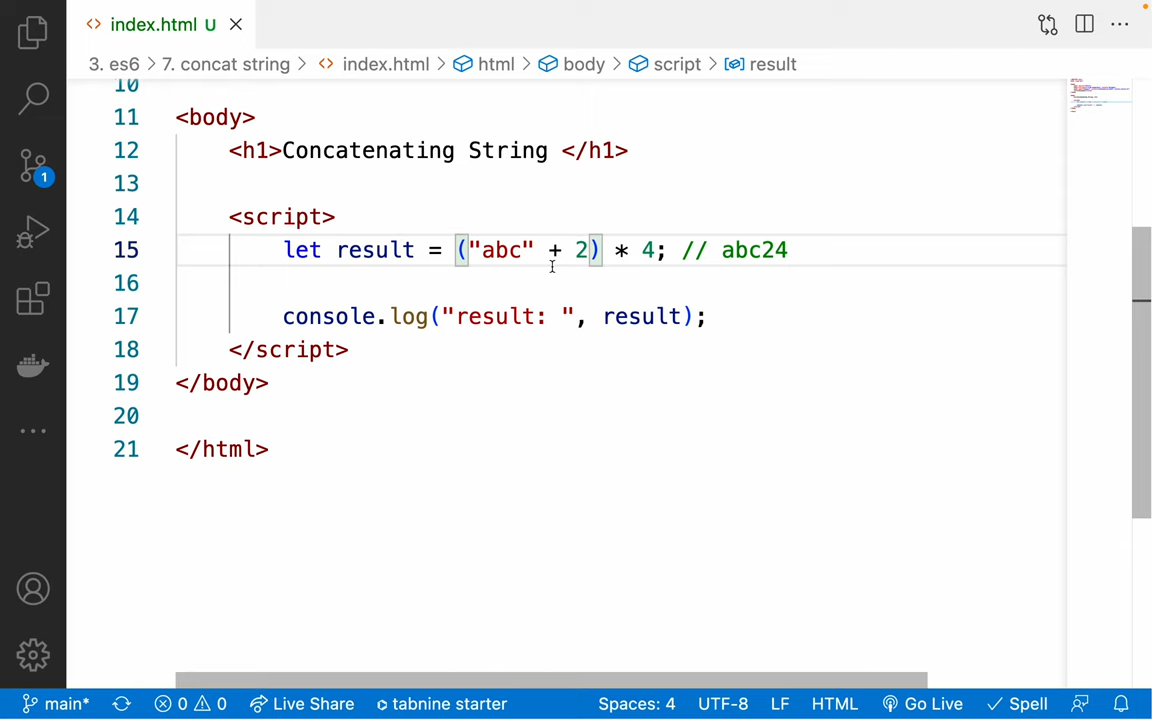 index.html U
3. es6 > 7. concat string > index.html > html > body > script > result
10
11 <body>
12 <h1>Concatenating String </h1>
13
14 <script>
15 let result = ("abc" + 2) * 4; // abc24
16
17 console.log("result: ", result);
18 </script>
19 </body>
20
21 </html>
1
main* 0 0 Live Share tabnine starter Spaces: 4 UTF-8 LF HTML Go Live Spell